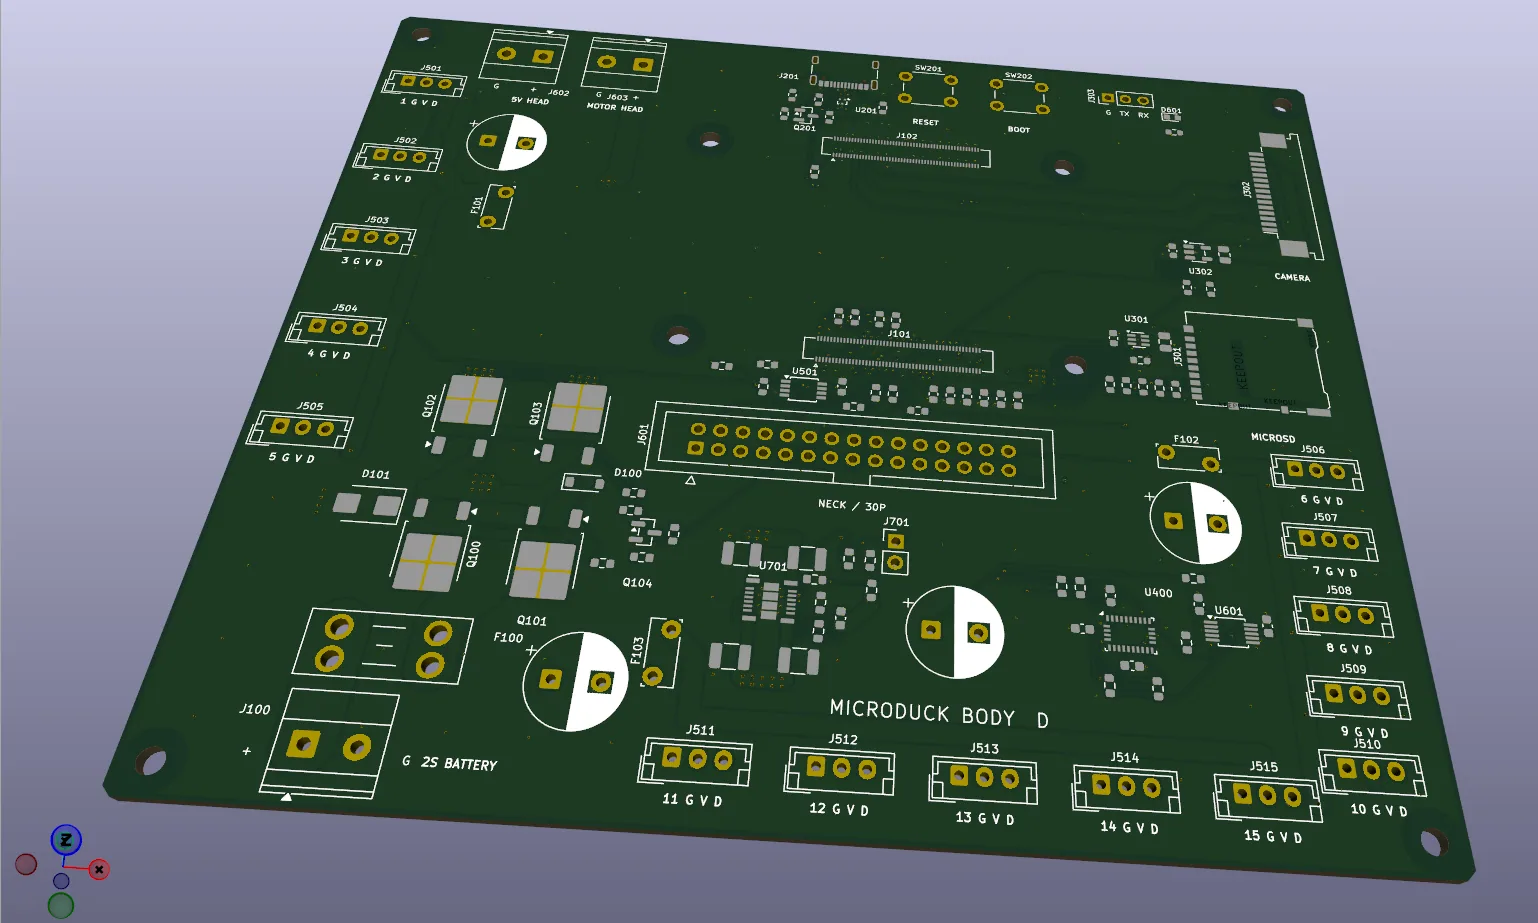 J501
1 G V D
G + J602
5V HEAD
G J603 +
MOTOR HEAD
J201
U201
Q201
SW201
RESET
SW202
BOOT
J303
G TX RX
D601
J102
J502
2 G V D
+
F101
J302
CAMERA
U302
J503
3 G V D
J504
4 G V D
J101
U301
J301
KEEPOUT
KEEPOUT
MICROSD
U501
Q102
Q103
J505
5 G V D
J601
NECK / 30P
F102
+
J506
6 G V D
J507
7 G V D
D101
D100
Q100
Q104
Q101
J701
U701
U400
U601
J508
8 G V D
F100
+
F103
+
J509
9 G V D
MICRODUCK BODY D
J100
+
G 2S BATTERY
J511
11 G V D
J512
12 G V D
J513
13 G V D
J514
14 G V D
J515
15 G V D
J510
10 G V D
Z
X